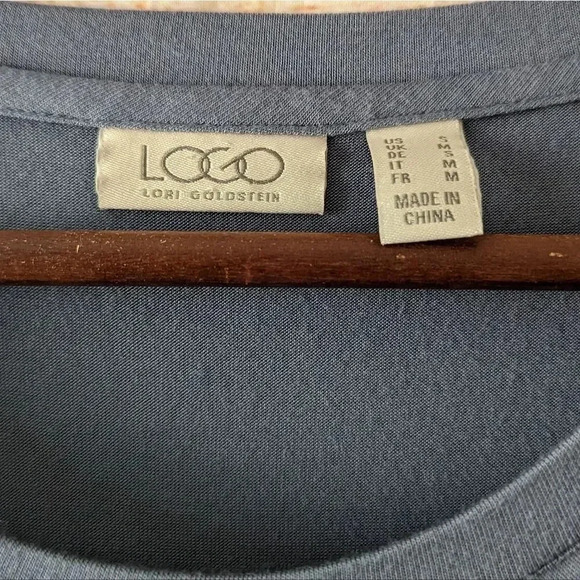 LOGO
LORI GOLDSTEIN
US S
UK M
DE S
IT M
FR M
MADE IN
CHINA